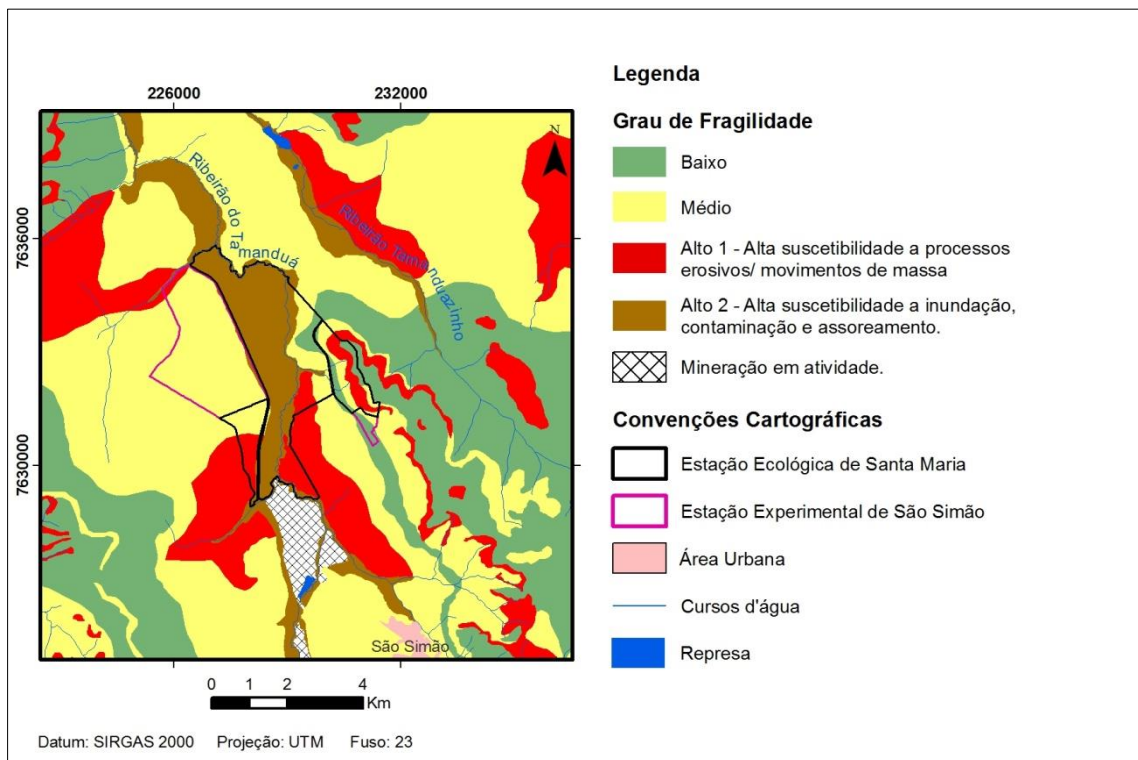 226000
232000
7636000
7630000
N
Ribeirão do Tamanduá
Ribeirão Tamanduazinho
São Simão
0 1 2 4
Km
Datum: SIRGAS 2000 Projeção: UTM Fuso: 23
Legenda
Grau de Fragilidade
Baixo
Médio
Alto 1 - Alta suscetibilidade a processos
erosivos/ movimentos de massa
Alto 2 - Alta suscetibilidade a inundação,
contaminação e assoreamento.
Mineração em atividade.
Convenções Cartográficas
Estação Ecológica de Santa Maria
Estação Experimental de São Simão
Área Urbana
Cursos d'água
Represa